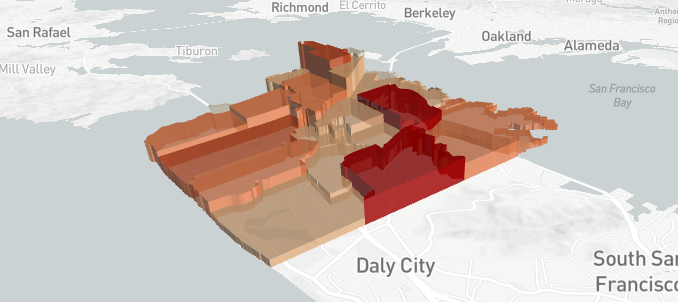 Richmond
El Cerrito
Berkeley
San Rafael
Oakland
Tiburon
Alameda
Mill Valley
San Francisco
Bay
Daly City
South San
Francisco